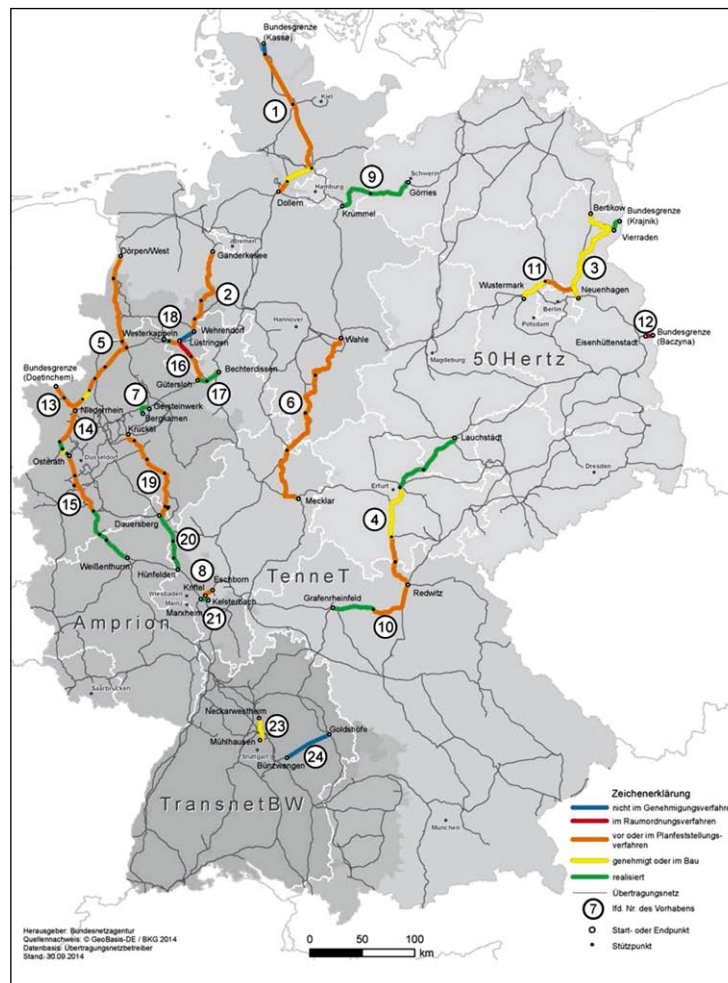 Bundesgrenze
(Kassø)
Kiel
1
Schwerin
9
Hamburg
Görries
Dollern
Krümmel
Bertikow
Bundesgrenze
(Krajnik)
Vierraden
Bremen
Dörpen/West
Ganderkesee
11
3
2
Wustermark
Neuenhagen
Berlin
18
Hannover
Potsdam
Westerkappeln
Wehrendorf
12
5
Lüstringen
Wahle
Bundesgrenze
(Baczyna)
Eisenhüttenstadt
Magdeburg
50Hertz
Bundesgrenze
(Doetinchem)
16
Bechterdissen
Gütersloh
17
13
7
6
Gersteinwerk
Niederrhein
Bergkamen
14
Kruckel
Lauchstädt
Osterath
Düsseldorf
Dresden
Erfurt
19
Mecklar
15
4
Dauersberg
20
Weißenthurm
Hünfelden
8
TenneT
Eschborn
Kriftel
Redwitz
Wiesbaden
Kelsterbach
Grafenrheinfeld
Mainz
Marxheim
21
10
Amprion
Saarbrücken
Neckarwestheim
23
Goldshöfe
Mühlhausen
Stuttgart
24
Bünzwangen
TransnetBW
München
Zeichenerklärung
nicht im Genehmigungsverfahre
im Raumordnungsverfahren
vor oder im Planfeststellungs-
verfahren
genehmigt oder im Bau
realisiert
Übertragungsnetz
7 lfd. Nr. des Vorhabens
Start- oder Endpunkt
Stützpunkt
Herausgeber: Bundesnetzagentur
Quellennachweis: © GeoBasis-DE / BKG 2014
Datenbasis: Übertragungsnetzbetreiber
Stand: 30.09.2014
0 50 100
km